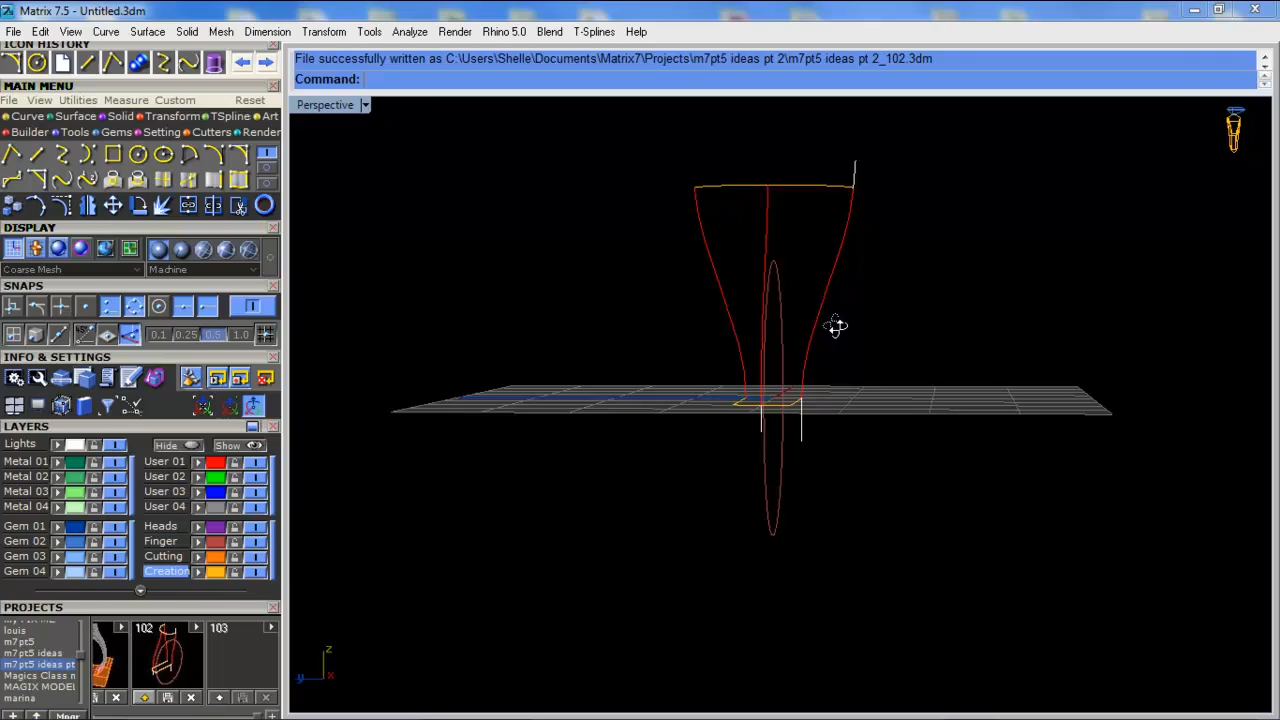 Matrix 7.5 - Untitled.3dm
File View Curve Surface Solid Mesh Dimension Transform Tools Analyze Render Rhino 5.0 Blend T-Splines Help
ICON HISTORY
File successfully written as C:\Users\Shelle\Documents\Matrix7\Projects\m7pt5 ideas pt 2\m7pt5 ideas pt 2_102.3dm
Command:
MAIN MENU
File View Utilities Measure Custom Reset
Curve Surface Solid Transform TSpline Art
Builder Tools Gems Setting Cutters Render
Perspective
DISPLAY
Coarse Mesh Machine
SNAPS
0.1 0.25 0.5 1.0
INFO & SETTINGS
LAYERS
Lights Hide Show
Metal 01 User 01
Metal 02 User 02
Metal 03 User 03
Metal 04 User 04
Gem 01 Heads
Gem 02 Finger
Gem 03 Cutting
Gem 04 Creation
PROJECTS
louis
m7pt5
m7pt5 ideas
m7pt5 ideas pt
Magics Class n
MAGIX MODEL
marina
102 103
z
y x